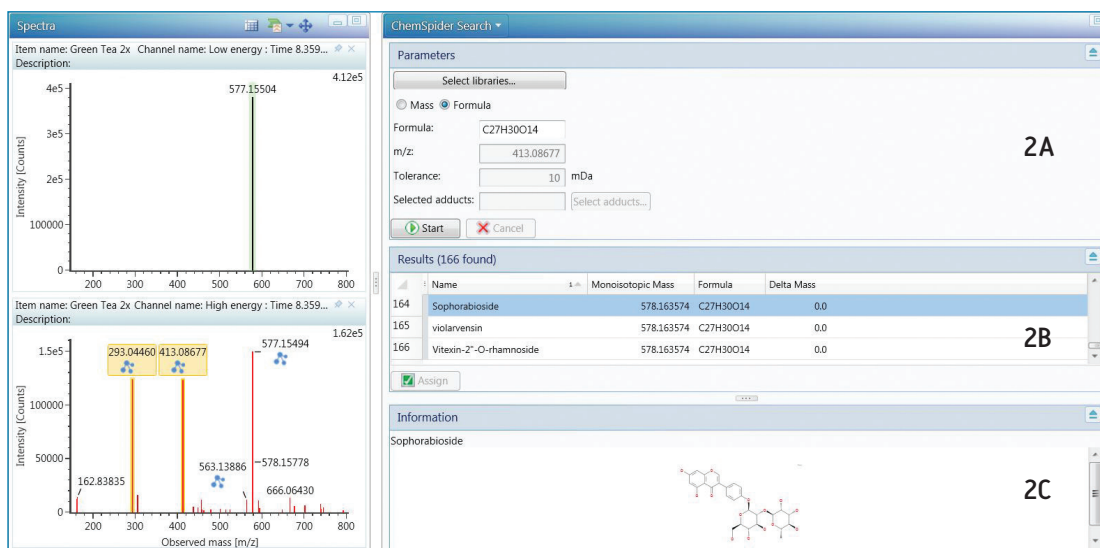 Spectra
Item name: Green Tea 2x Channel name: Low energy : Time 8.359...
Description:
4.12e5
577.15504
4e5
3e5
2e5
100000
0
Intensity [Counts]
200 300 400 500 600 700 800
Item name: Green Tea 2x Channel name: High energy : Time 8.359...
Description:
1.62e5
1.5e5
293.04460 413.08677
577.15494
100000
50000
0
563.13886
578.15778
162.83835
666.06430
Intensity [Counts]
200 300 400 500 600 700 800
Observed mass [m/z]
ChemSpider Search
Parameters
Select libraries...
Mass Formula
Formula: C27H30O14
m/z: 413.08677
Tolerance: 10 mDa
Selected adducts: Select adducts...
Start Cancel
2A
Results (166 found)
Name 1 Monoisotopic Mass Formula Delta Mass
164 Sophorabioside 578.163574 C27H30O14 0.0
165 violarvensin 578.163574 C27H30O14 0.0
166 Vitexin-2"-O-rhamnoside 578.163574 C27H30O14 0.0
2B
Assign
Information
Sophorabioside
2C